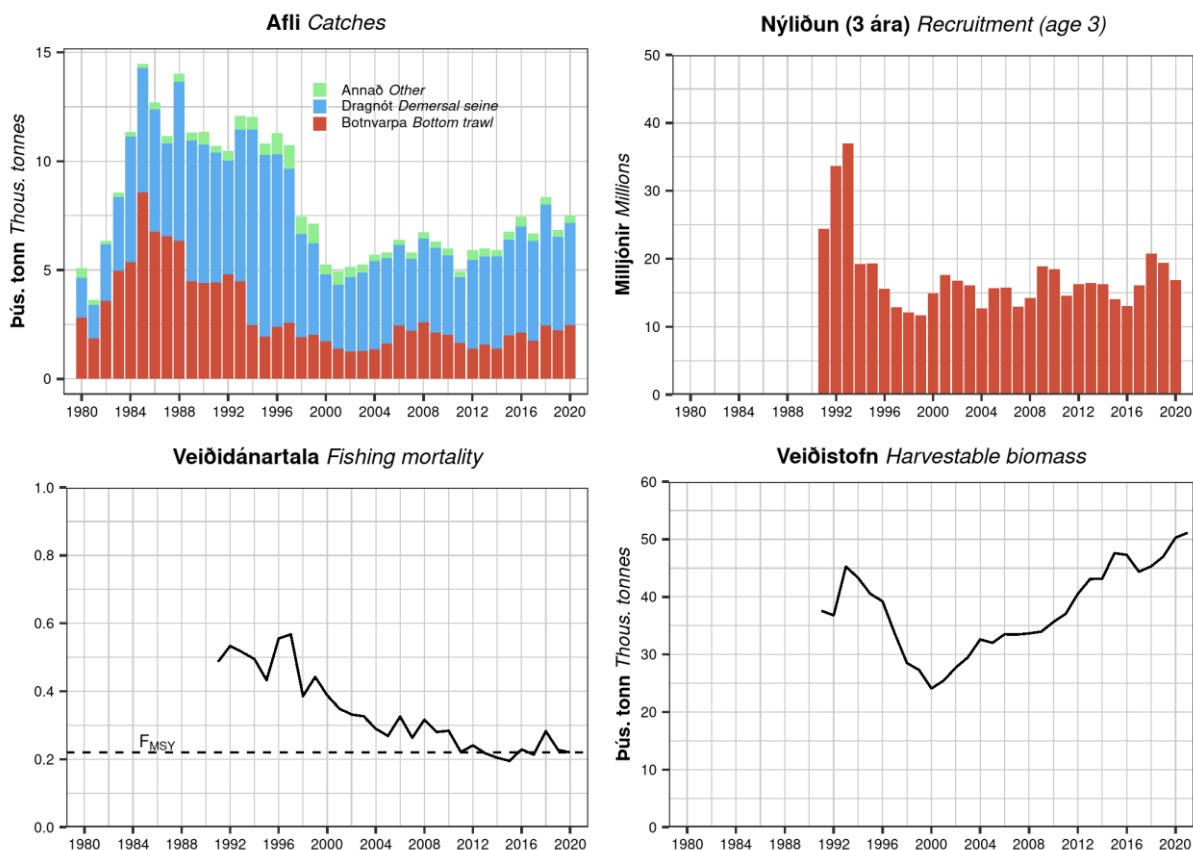 Afli Catches
Þús. tonn Thous. tonnes
15
10
5
0
Annað Other
Dragnót Demersal seine
Botnvarpa Bottom trawl
1980 1984 1988 1992 1996 2000 2004 2008 2012 2016 2020
Nýliðun (3 ára) Recruitment (age 3)
Milljónir Millions
50
40
30
20
10
0
1980 1984 1988 1992 1996 2000 2004 2008 2012 2016 2020
Veiðidánartala Fishing mortality
1.0
0.8
0.6
0.4
0.2
0.0
FMSY
1980 1984 1988 1992 1996 2000 2004 2008 2012 2016 2020
Veiðistofn Harvestable biomass
Þús. tonn Thous. tonnes
60
50
40
30
20
10
0
1980 1984 1988 1992 1996 2000 2004 2008 2012 2016 2020